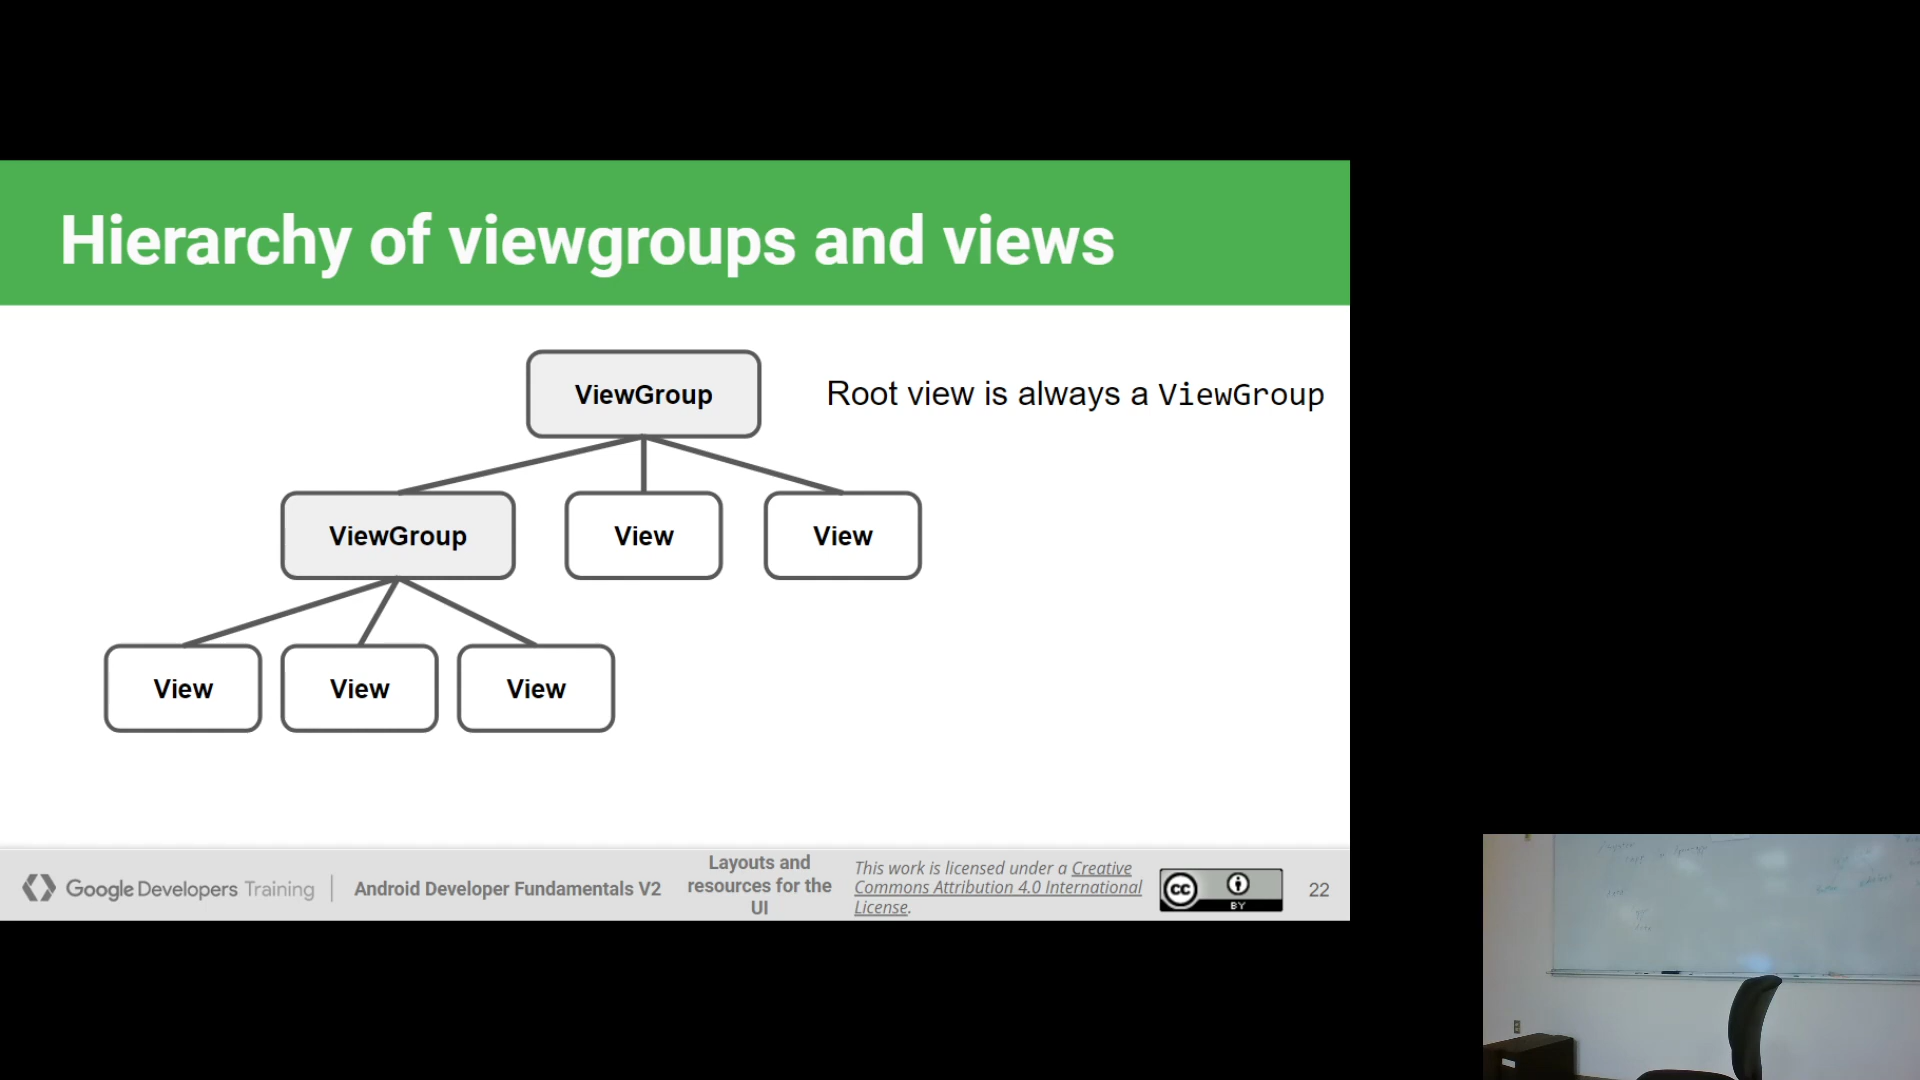 Hierarchy of viewgroups and views
ViewGroup
Root view is always a ViewGroup
ViewGroup
View
View
View
View
View
Google Developers Training
Android Developer Fundamentals V2
Layouts and
resources for the
UI
This work is licensed under a Creative
Commons Attribution 4.0 International
License.
cc
BY
22